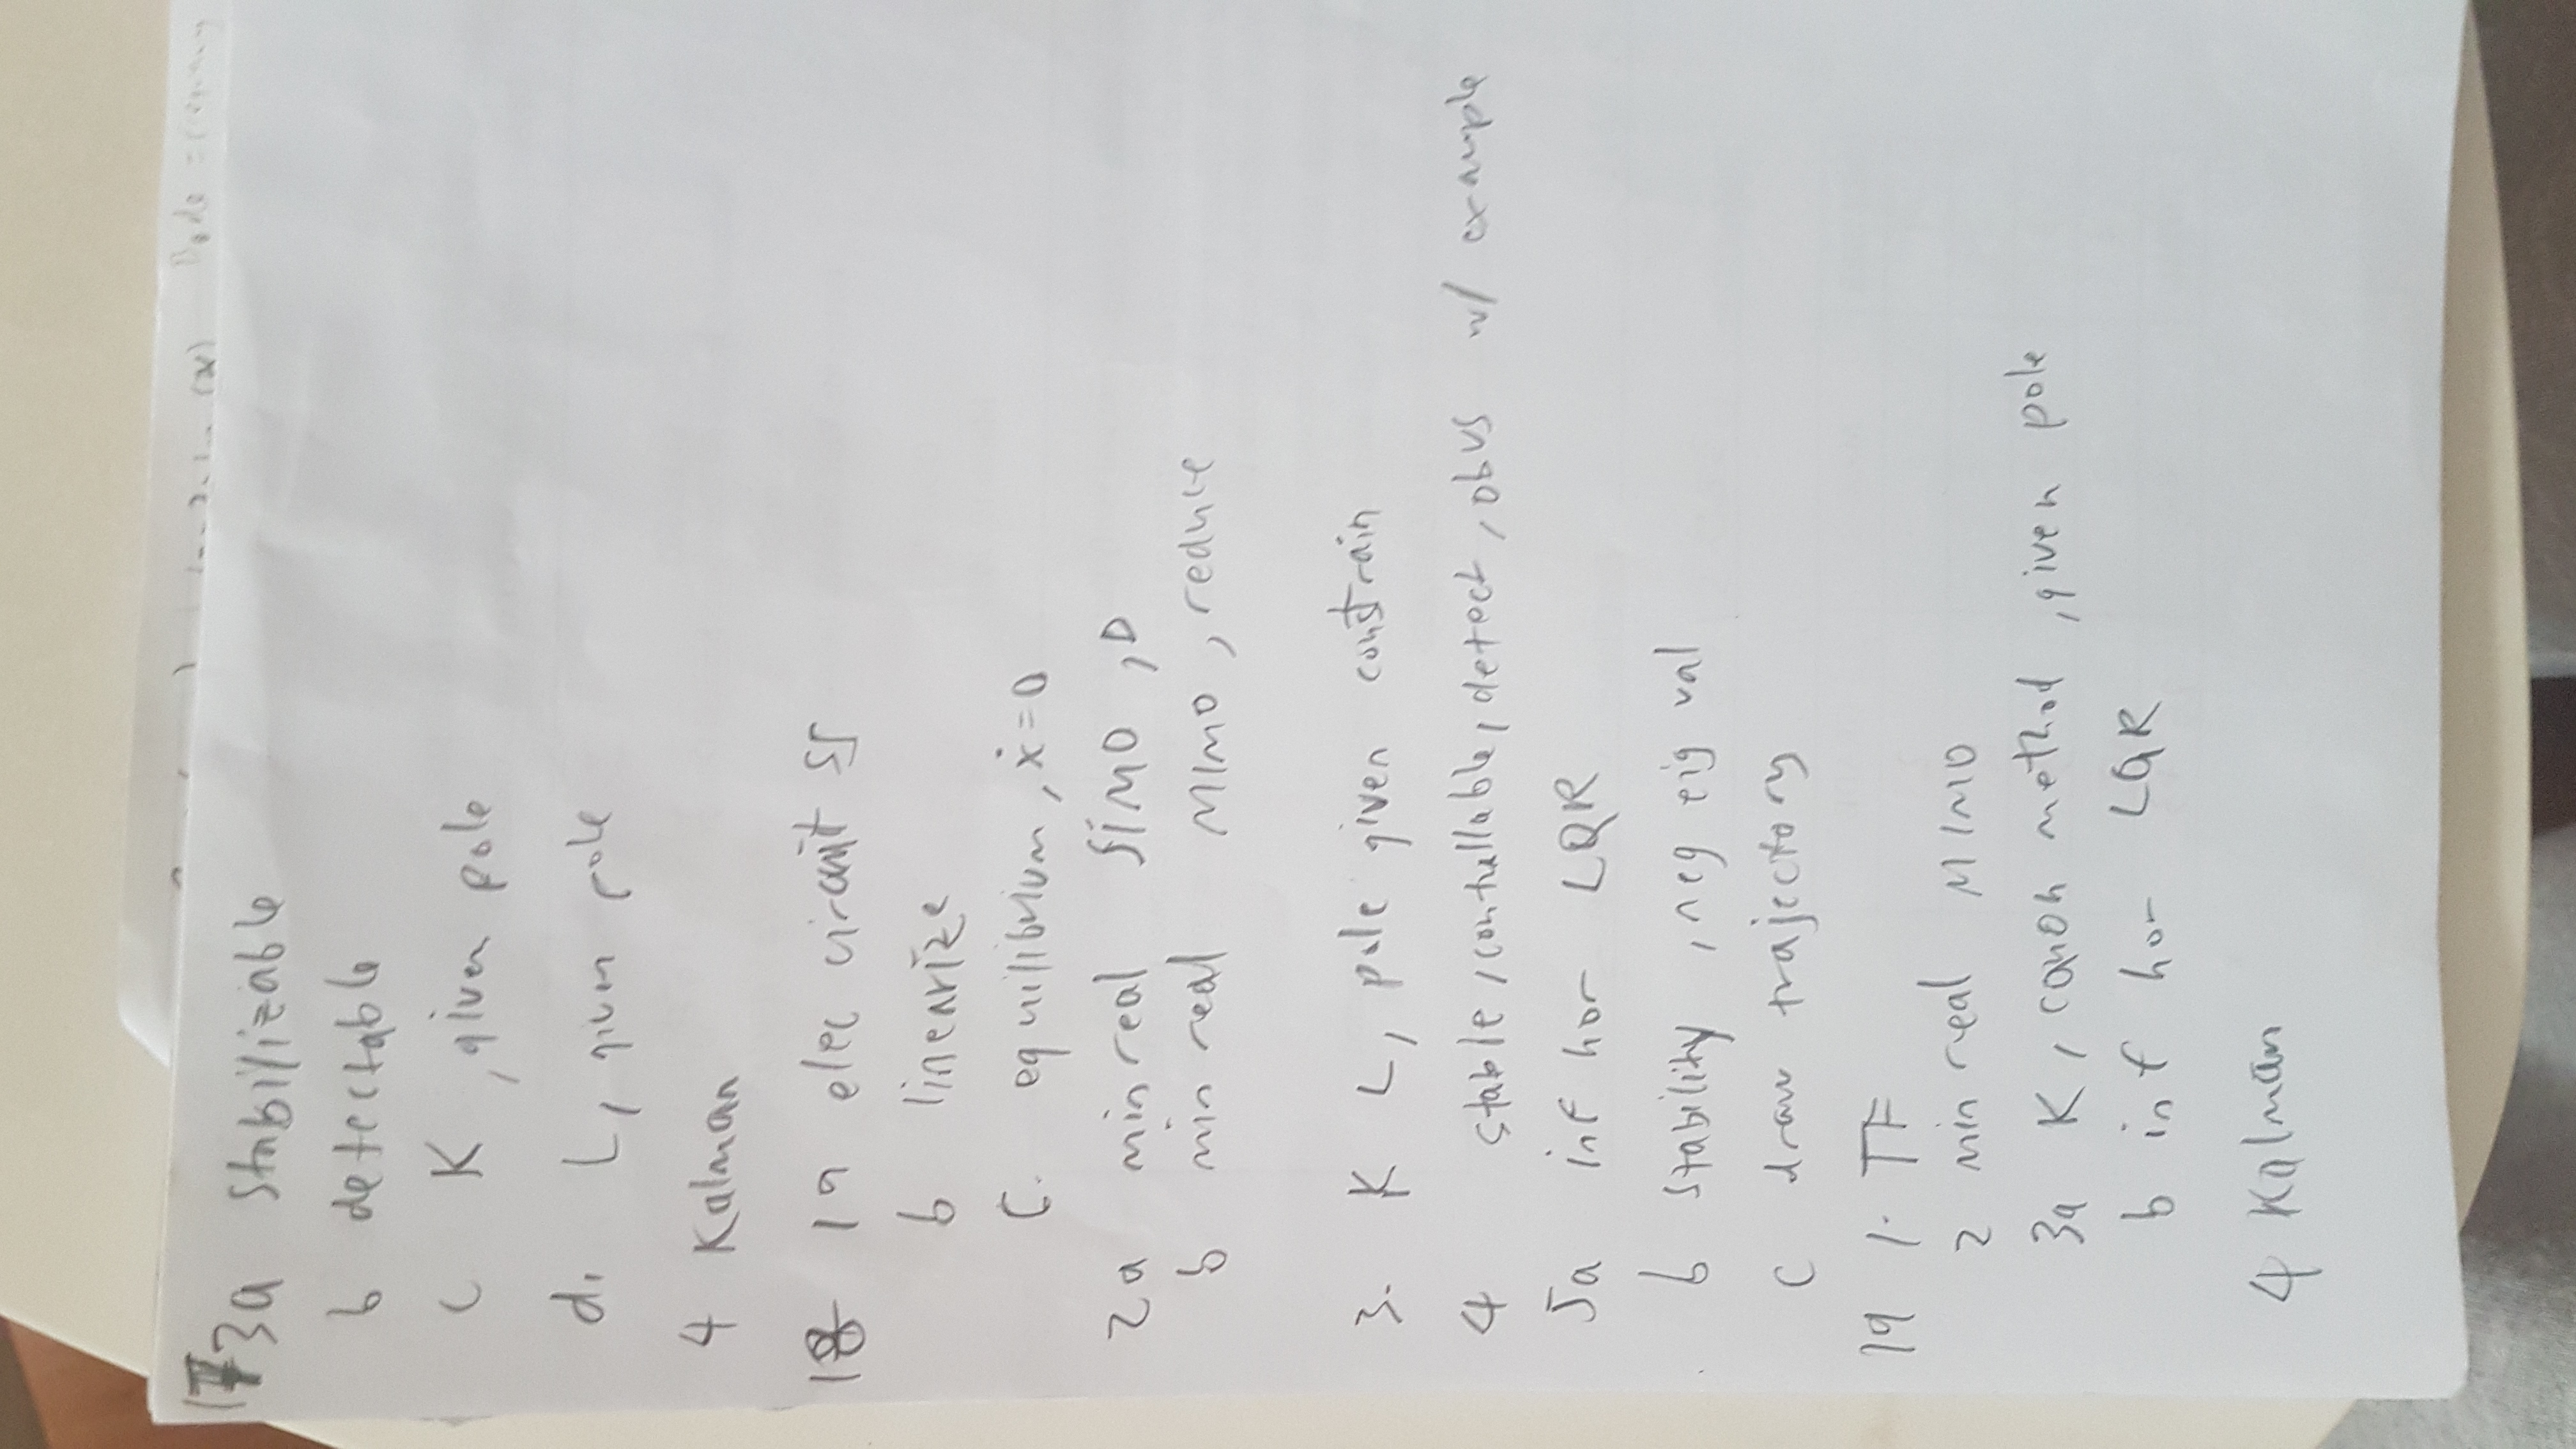 (x) Bode =
17 3a stabilizable
b detectable
c K, given pole
d. L, given pole
4 Kalman
18 1a elec circuit SS
b linearize
c. equilibrium, ẋ=0
2a min real SIMO, D
b min real MIMO, reduce
3. K L, pole given constrain
4 stable, controllable, detect, obvs w/ example
5a inf hor LQR
b stability, neg eig val
c draw trajectory
19 1. TF
2 min real MIMO
3a K, canon method, given pole
b inf hor LQR
4 Kalman